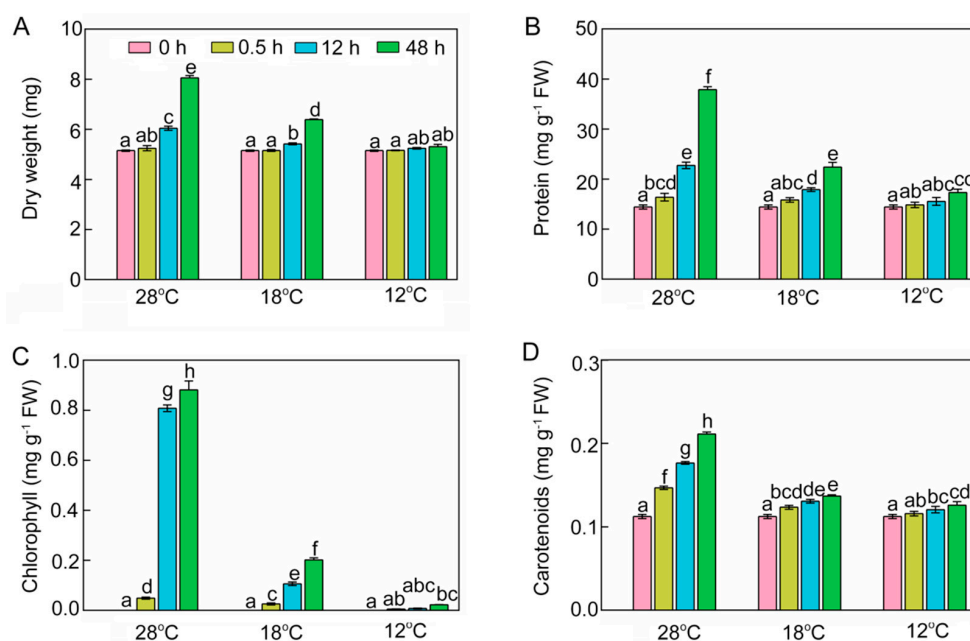 A
Dry weight (mg)
10
8
6
4
2
0
0 h 0.5 h 12 h 48 h
a ab c e a a b d a a ab ab
28°C 18°C 12°C
B
Protein (mg g⁻¹ FW)
50
40
30
20
10
0
a bcd e f a abc d e a ab abc cd
28°C 18°C 12°C
C
Chlorophyll (mg g⁻¹ FW)
1.0
0.8
0.6
0.4
0.2
0.0
a d g h a c e f a ab abc bc
28°C 18°C 12°C
D
Carotenoids (mg g⁻¹ FW)
0.3
0.2
0.1
0.0
a f g h a bcd de e a ab bc cd
28°C 18°C 12°C